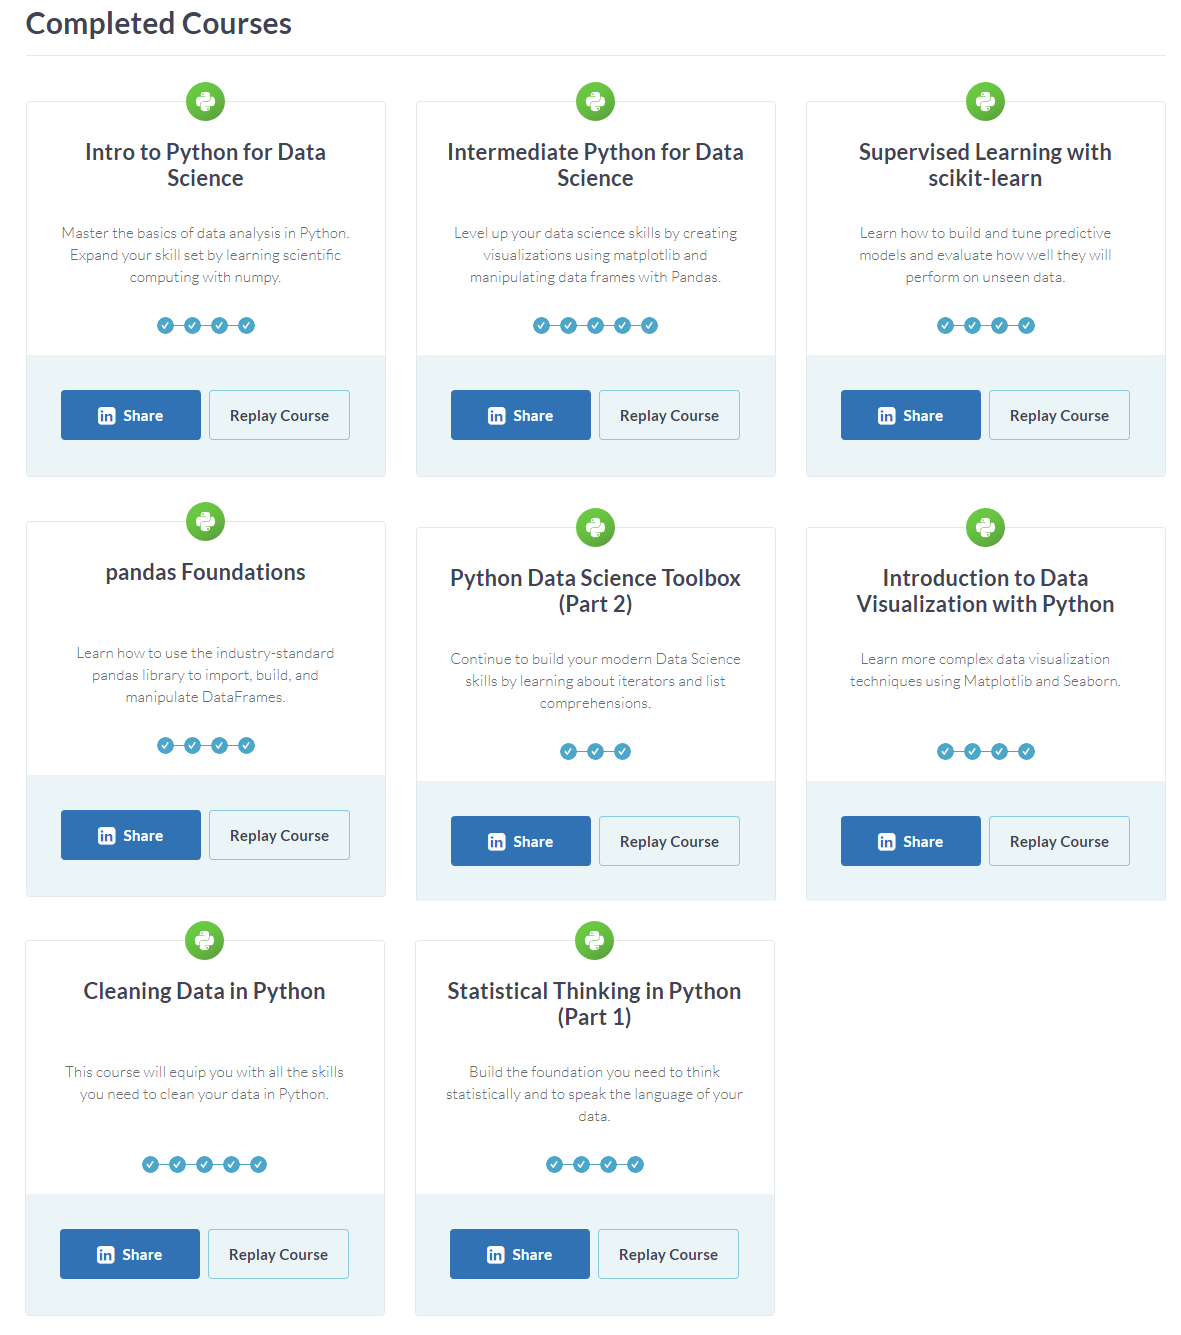 Completed Courses
Intro to Python for Data
Science
Master the basics of data analysis in Python.
Expand your skill set by learning scientific
computing with numpy.
in Share
Replay Course
Intermediate Python for Data
Science
Level up your data science skills by creating
visualizations using matplotlib and
manipulating data frames with Pandas.
in Share
Replay Course
Supervised Learning with
scikit-learn
Learn how to build and tune predictive
models and evaluate how well they will
perform on unseen data.
in Share
Replay Course
pandas Foundations
Learn how to use the industry-standard
pandas library to import, build, and
manipulate DataFrames.
in Share
Replay Course
Python Data Science Toolbox
(Part 2)
Continue to build your modern Data Science
skills by learning about iterators and list
comprehensions.
in Share
Replay Course
Introduction to Data
Visualization with Python
Learn more complex data visualization
techniques using Matplotlib and Seaborn.
in Share
Replay Course
Cleaning Data in Python
This course will equip you with all the skills
you need to clean your data in Python.
in Share
Replay Course
Statistical Thinking in Python
(Part 1)
Build the foundation you need to think
statistically and to speak the language of your
data.
in Share
Replay Course